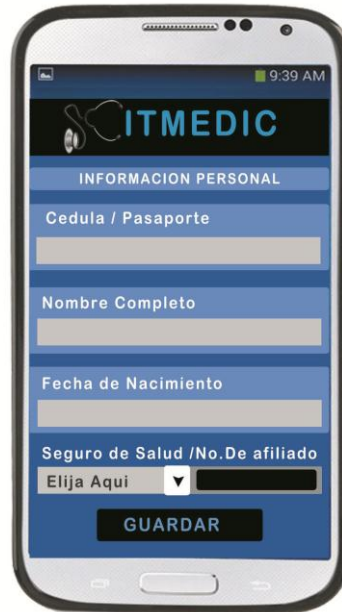 9:39 AM
CITMEDIC
INFORMACION PERSONAL
Cedula / Pasaporte
Nombre Completo
Fecha de Nacimiento
Seguro de Salud /No.De afiliado
Elija Aqui
GUARDAR